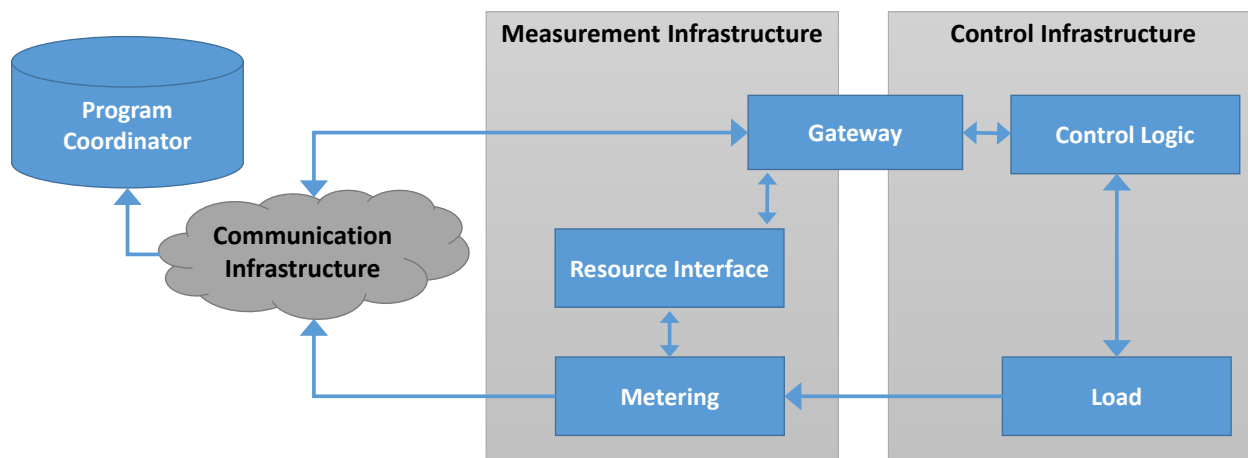 Measurement Infrastructure
Control Infrastructure
Program
Coordinator
Gateway
Control Logic
Communication
Infrastructure
Resource Interface
Metering
Load